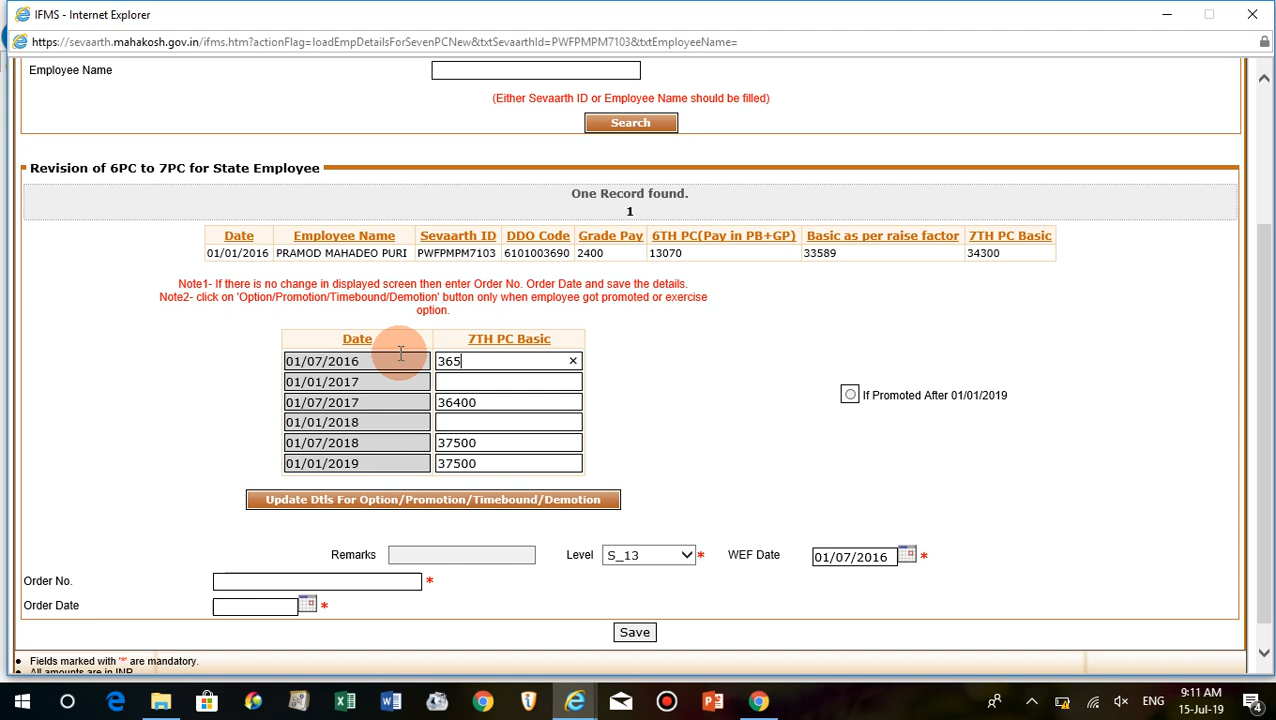 IFMS - Internet Explorer
https://sevaarth.mahakosh.gov.in/ifms.htm?actionFlag=loadEmpDetailsForSevenPCNew&txtSevaarthId=PWFPMPM7103&txtEmployeeName=
Employee Name
(Either Sevaarth ID or Employee Name should be filled)
Search
Revision of 6PC to 7PC for State Employee
One Record found.
1
Date Employee Name Sevaarth ID DDO Code Grade Pay 6TH PC(Pay in PB+GP) Basic as per raise factor 7TH PC Basic
01/01/2016 PRAMOD MAHADEO PURI PWFPMPM7103 6101003690 2400 13070 33589 34300
Note1- If there is no change in displayed screen then enter Order No. Order Date and save the details.
Note2- click on 'Option/Promotion/Timebound/Demotion' button only when employee got promoted or exercise
option.
Date 7TH PC Basic
01/07/2016 365
01/01/2017
01/07/2017 36400
01/01/2018
01/07/2018 37500
01/01/2019 37500
If Promoted After 01/01/2019
Update Dtls For Option/Promotion/Timebound/Demotion
Remarks Level S_13 * WEF Date 01/07/2016 *
Order No. *
Order Date *
Save
Fields marked with '*' are mandatory.
All amounts are in INR.
ENG
9:11 AM
15-Jul-19
4